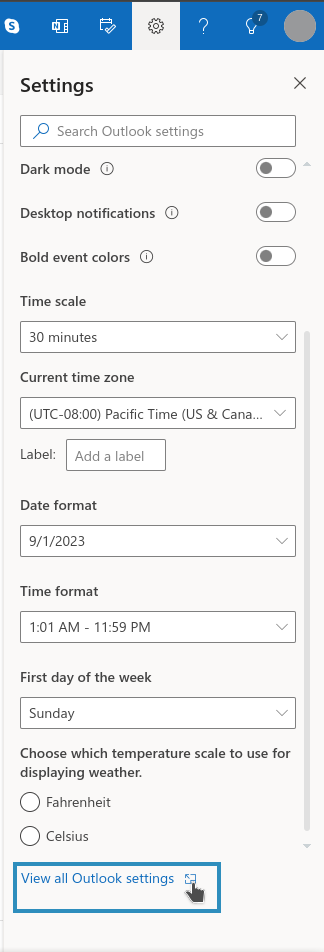 7
Settings
Search Outlook settings
Dark mode
Desktop notifications
Bold event colors
Time scale
30 minutes
Current time zone
(UTC-08:00) Pacific Time (US & Cana...
Label: Add a label
Date format
9/1/2023
Time format
1:01 AM - 11:59 PM
First day of the week
Sunday
Choose which temperature scale to use for
displaying weather.
Fahrenheit
Celsius
View all Outlook settings